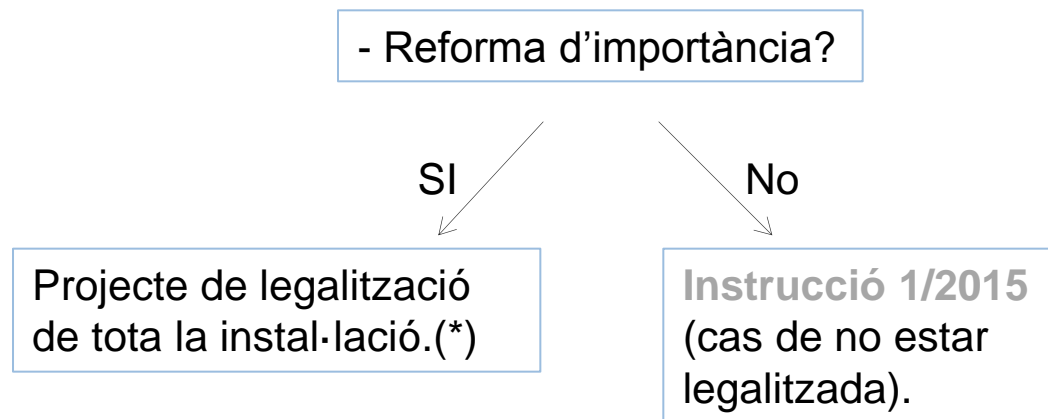 - Reforma d’importància?
SI
No
Projecte de legalització
de tota la instal·lació.(*)
Instrucció 1/2015
(cas de no estar
legalitzada).